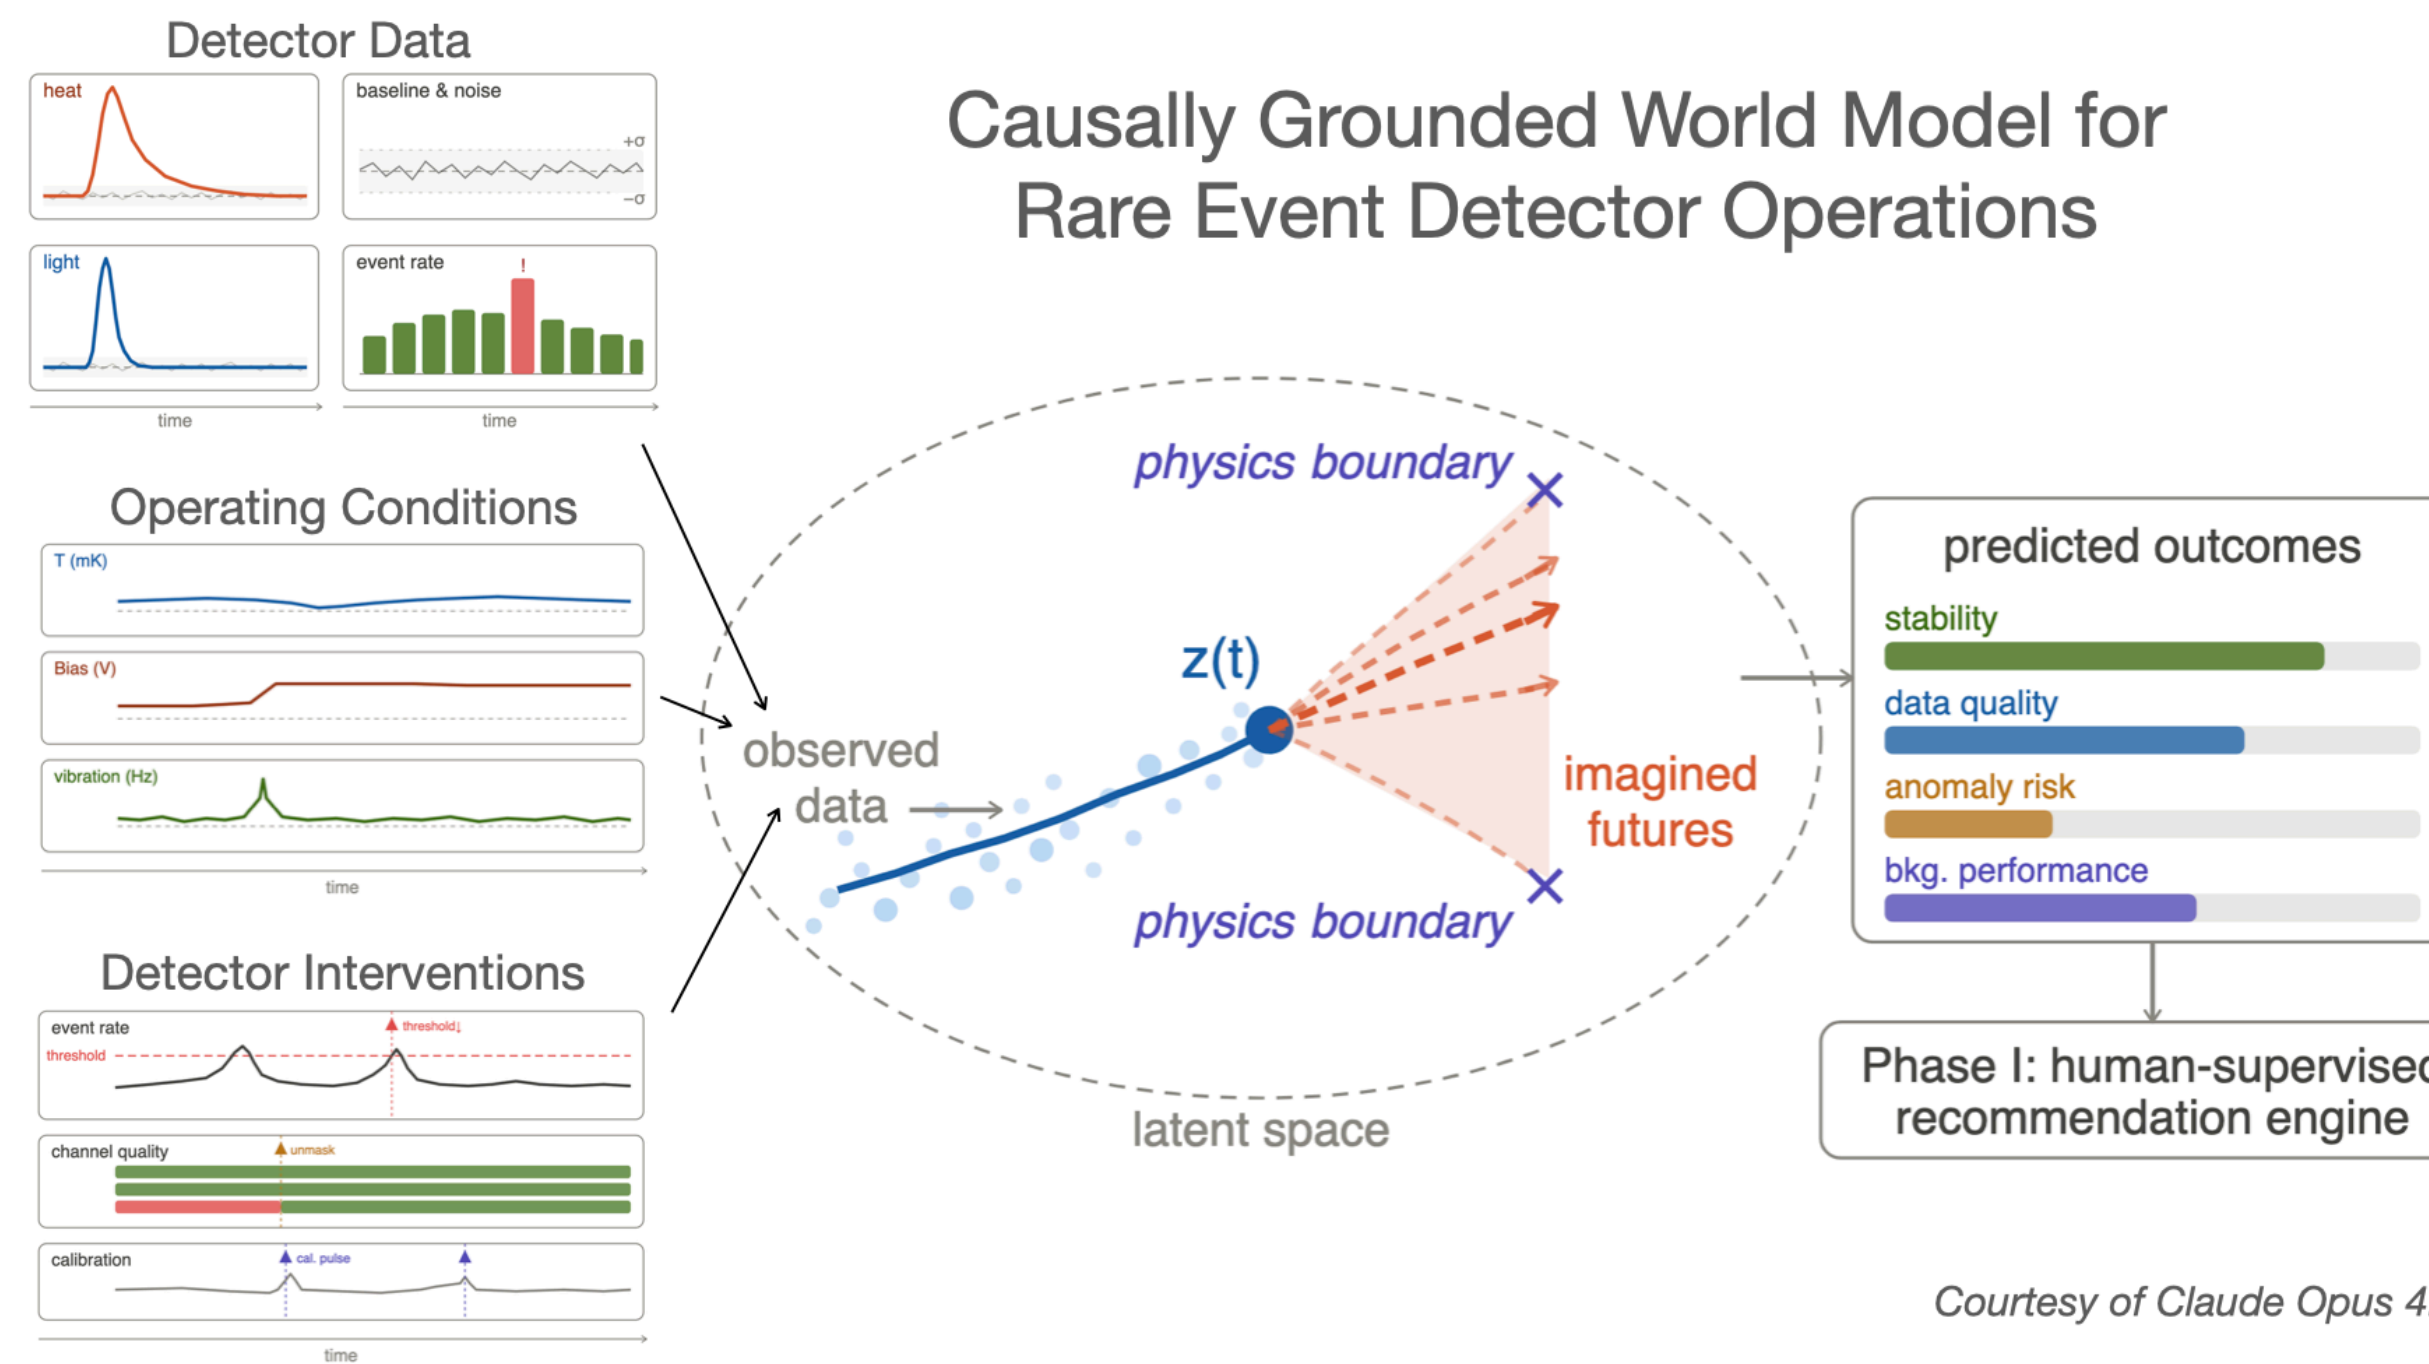 Detector Data
heat
baseline & noise
+σ
−σ
light
event rate
!
time
time
Causally Grounded World Model for
Rare Event Detector Operations
Operating Conditions
T (mK)
Bias (V)
vibration (Hz)
time
Detector Interventions
event rate
threshold↓
threshold
channel quality
unmask
calibration
cal. pulse
time
observed
data
z(t)
physics boundary
imagined
futures
physics boundary
latent space
predicted outcomes
stability
data quality
anomaly risk
bkg. performance
Phase I: human-supervised
recommendation engine
Courtesy of Claude Opus 4.